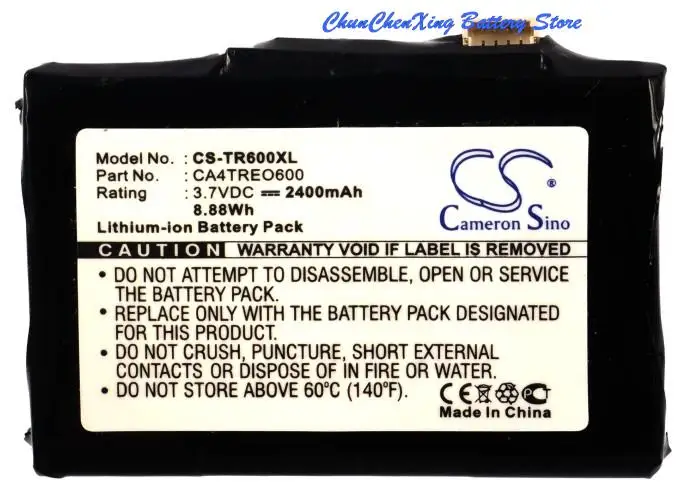 ChunChenXing Battery Store
Model No. : CS-TR600XL
Part No. : CA4TREO600
Rating : 3.7VDC ⎓ 2400mAh
8.88Wh
Lithium-ion Battery Pack
CS ®
Cameron Sino
CAUTION WARRANTY VOID IF LABEL IS REMOVED
• DO NOT ATTEMPT TO DISASSEMBLE, OPEN OR SERVICE
THE BATTERY PACK.
• REPLACE ONLY WITH THE BATTERY PACK DESIGNATED
FOR THIS PRODUCT.
• DO NOT CRUSH, PUNCTURE, SHORT EXTERNAL
CONTACTS OR DISPOSE OF IN FIRE OR WATER.
• DO NOT STORE ABOVE 60°C (140°F).
CE
Made In China